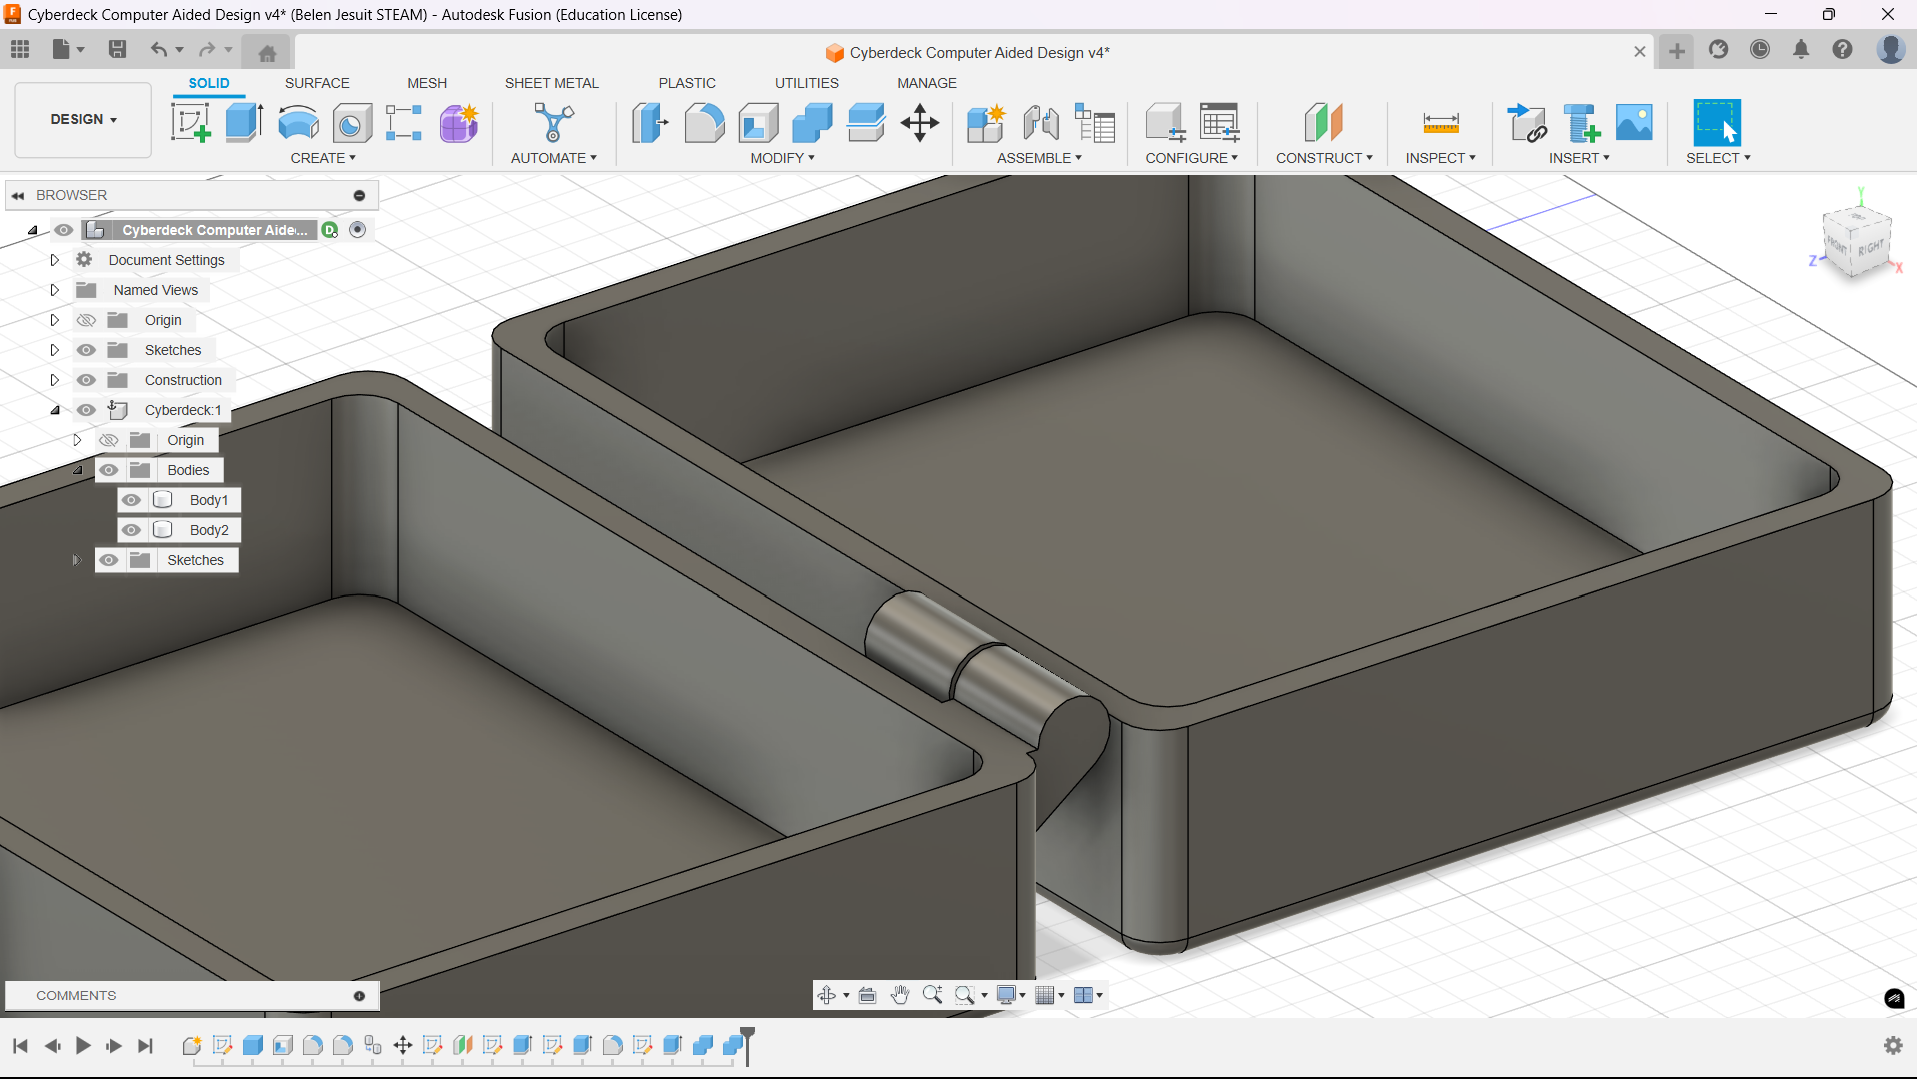 Cyberdeck Computer Aided Design v4* (Belen Jesuit STEAM) - Autodesk Fusion (Education License)
Cyberdeck Computer Aided Design v4*
DESIGN
SOLID SURFACE MESH SHEET METAL PLASTIC UTILITIES MANAGE
CREATE AUTOMATE MODIFY ASSEMBLE CONFIGURE CONSTRUCT INSPECT INSERT SELECT
BROWSER
Cyberdeck Computer Aide... D
Document Settings
Named Views
Origin
Sketches
Construction
Cyberdeck:1
Origin
Bodies
Body1
Body2
Sketches
Y
TOP
FRONT RIGHT
Z X
COMMENTS